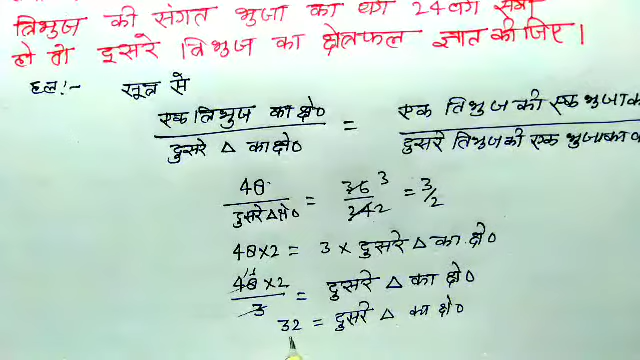 त्रिभुज की संगत भुजा का वर्ग 24 वर्ग सेमी
हो तो दूसरे त्रिभुज का क्षेत्रफल ज्ञात कीजिए।
हल:- सूत्र से
एक त्रिभुज का क्षे० / दुसरे △ का क्षे० = एक त्रिभुज की एक भुजा का / दुसरे त्रिभुज की एक भुजा का व
48 / दुसरे △ क्षे० = 36 3 / 24 2 = 3/2
48×2 = 3 × दुसरे △ का क्षे०
48×2 / 3 = दुसरे △ का क्षे०
32 = दुसरे △ का क्षे०